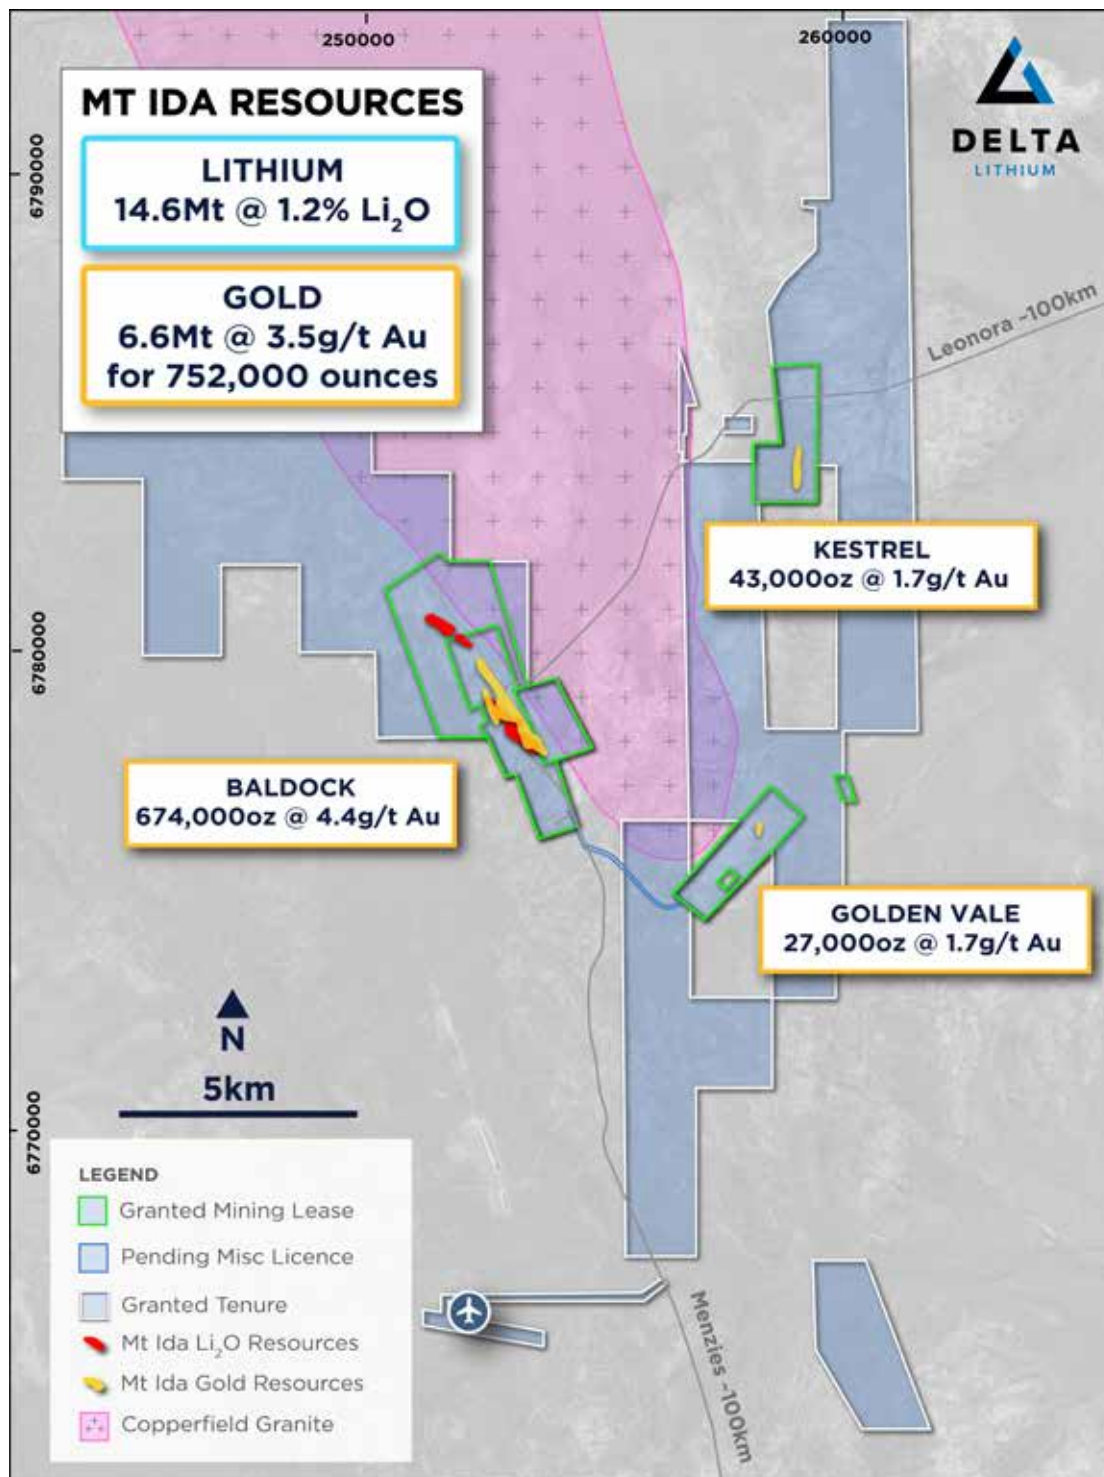 250000
260000
MT IDA RESOURCES
LITHIUM
14.6Mt @ 1.2% Li₂O
GOLD
6.6Mt @ 3.5g/t Au
for 752,000 ounces
DELTA
LITHIUM
6790000
Leonora ~100km
KESTREL
43,000oz @ 1.7g/t Au
6780000
BALDOCK
674,000oz @ 4.4g/t Au
GOLDEN VALE
27,000oz @ 1.7g/t Au
N
5km
6770000
LEGEND
Granted Mining Lease
Pending Misc Licence
Granted Tenure
Mt Ida Li₂O Resources
Mt Ida Gold Resources
Copperfield Granite
Menzies ~100km